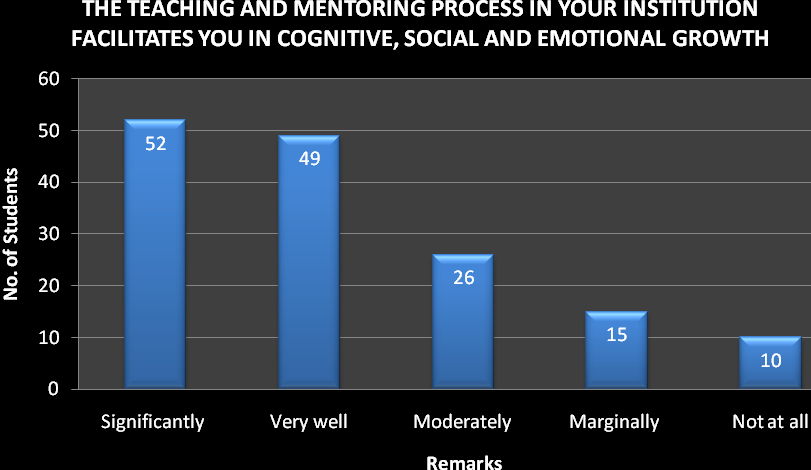 THE TEACHING AND MENTORING PROCESS IN YOUR INSTITUTION
FACILITATES YOU IN COGNITIVE, SOCIAL AND EMOTIONAL GROWTH
60
50
40
30
20
10
0
No. of Students
52
49
26
15
10
Significantly
Very well
Moderately
Marginally
Not at all
Remarks